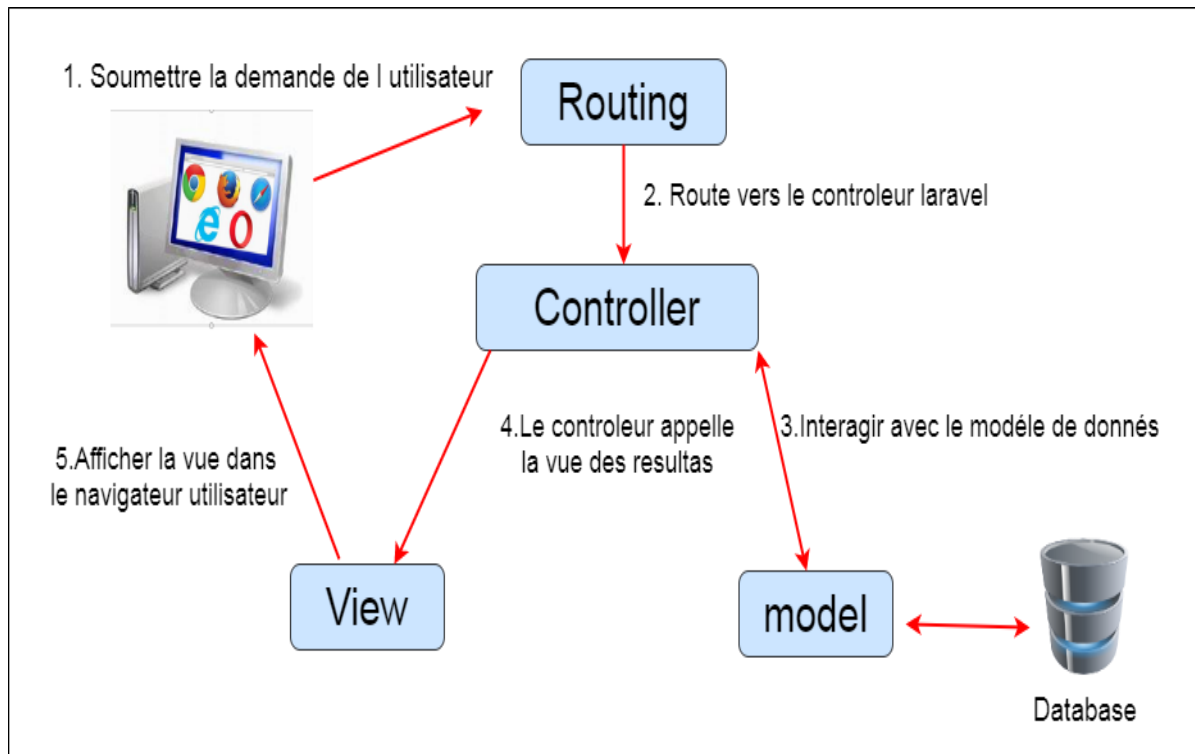 1. Soumettre la demande de l utilisateur
Routing
2. Route vers le controleur laravel
Controller
4.Le controleur appelle
la vue des resultas
3.Interagir avec le modéle de donnés
5.Afficher la vue dans
le navigateur utilisateur
View
model
Database